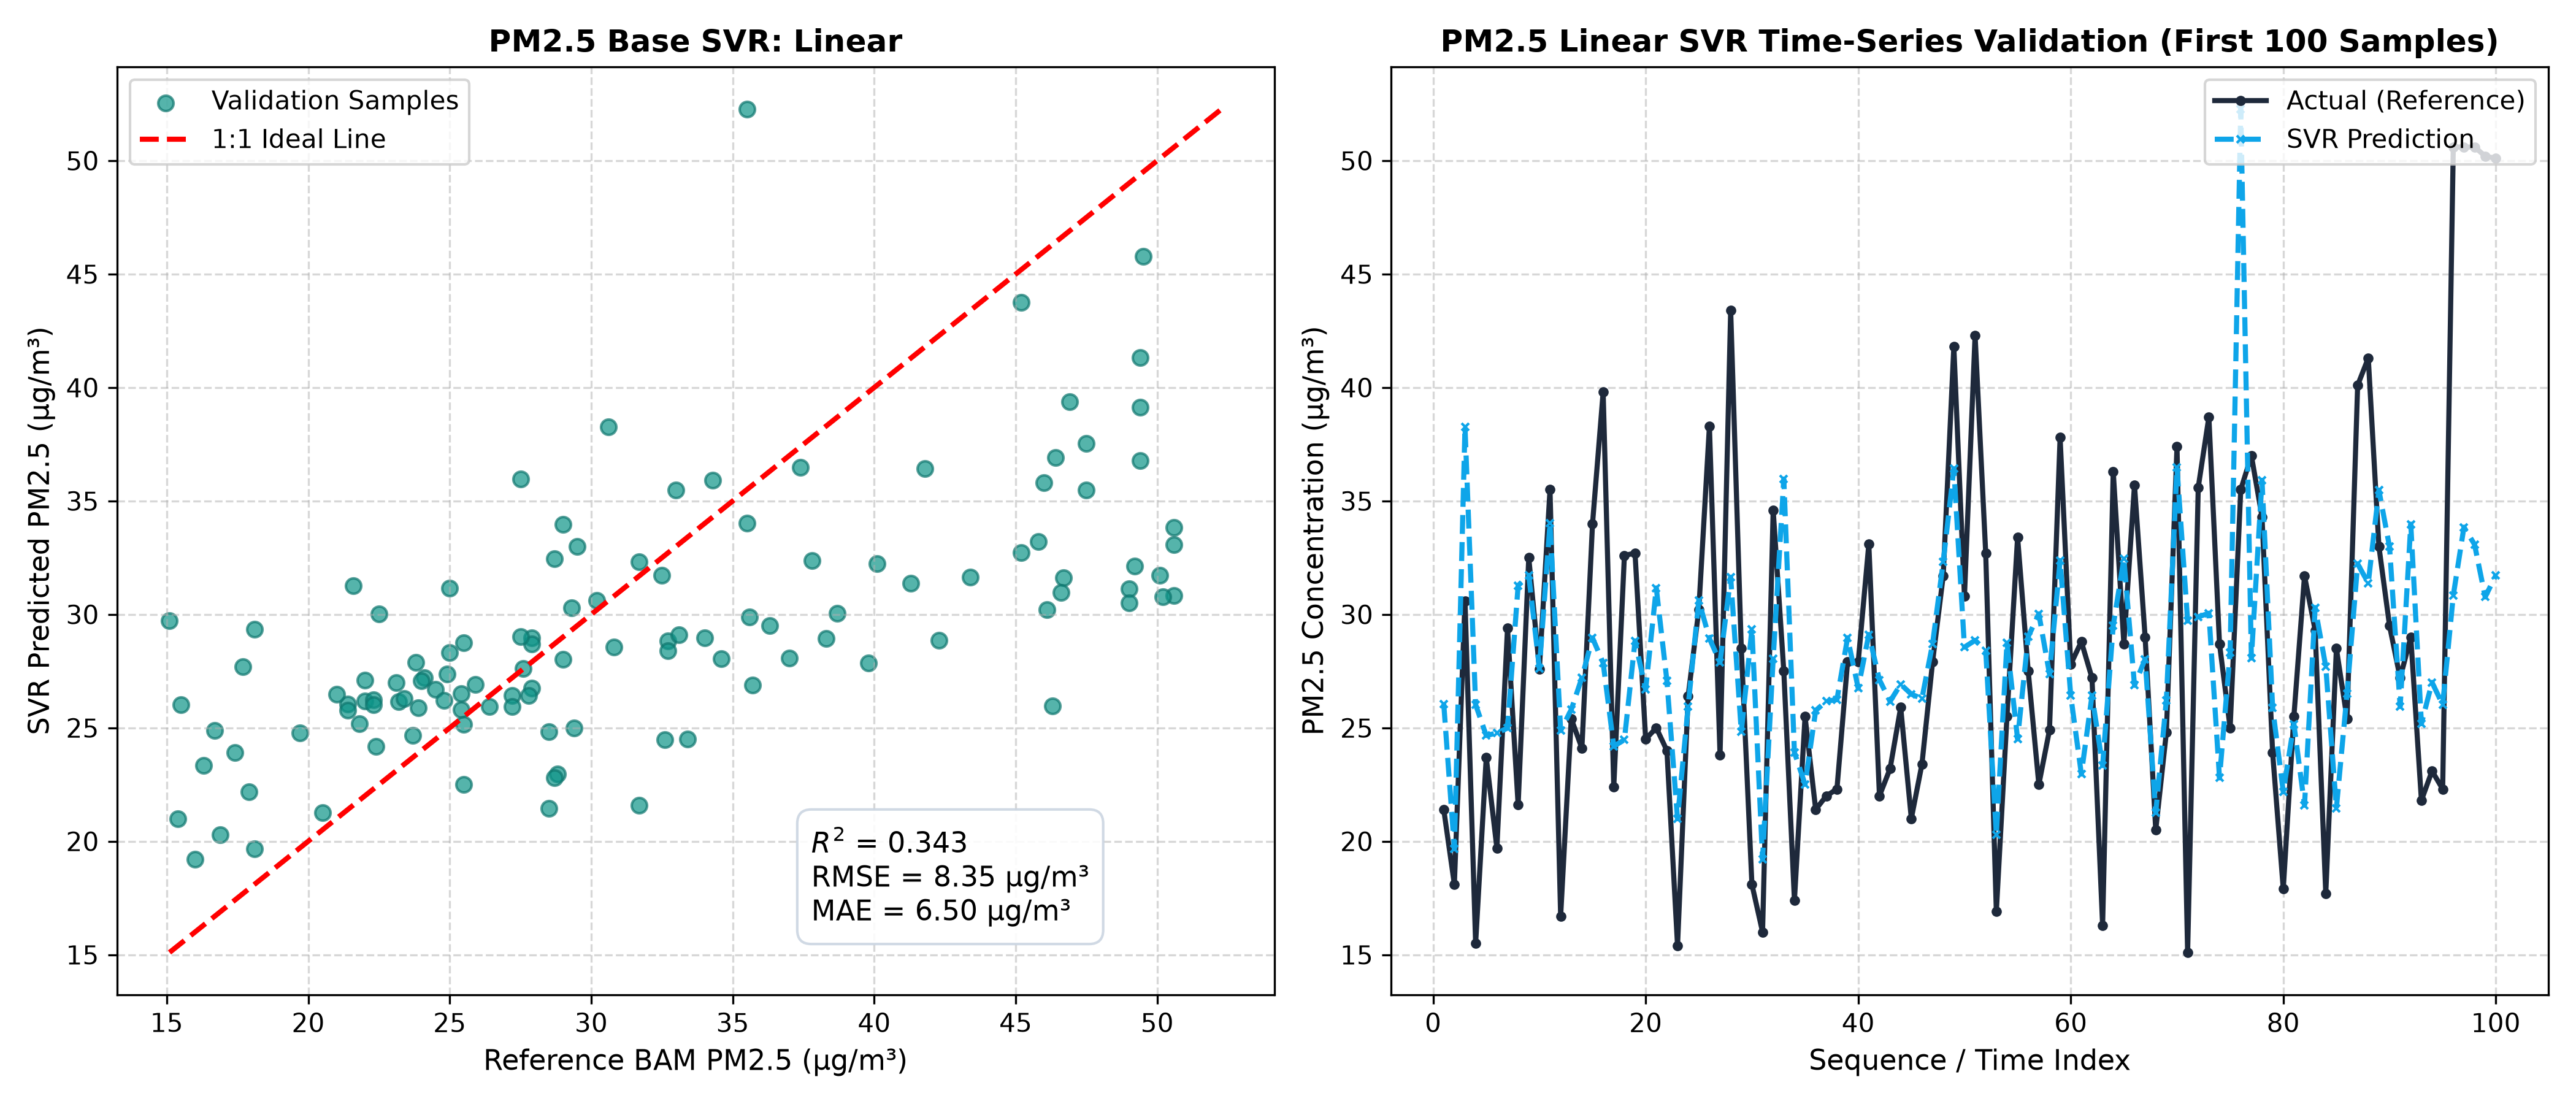 PM2.5 Base SVR: Linear
Validation Samples
1:1 Ideal Line
50
45
40
35
30
25
20
15
SVR Predicted PM2.5 (µg/m³)
R² = 0.343
RMSE = 8.35 µg/m³
MAE = 6.50 µg/m³
15 20 25 30 35 40 45 50
Reference BAM PM2.5 (µg/m³)
PM2.5 Linear SVR Time-Series Validation (First 100 Samples)
Actual (Reference)
SVR Prediction
50
45
40
35
30
25
20
15
PM2.5 Concentration (µg/m³)
0 20 40 60 80 100
Sequence / Time Index